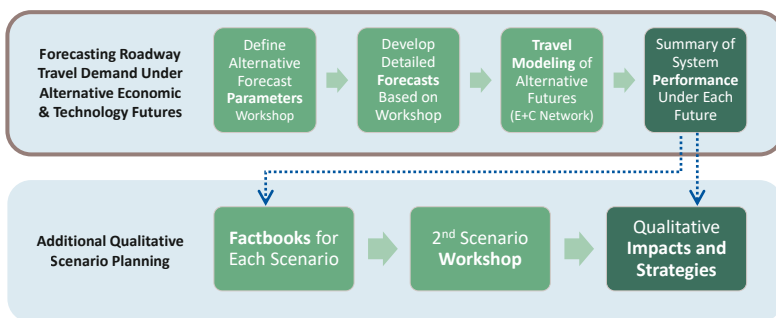 Forecasting Roadway
Travel Demand Under
Alternative Economic
& Technology Futures
Define
Alternative
Forecast
Parameters
Workshop
Develop
Detailed
Forecasts
Based on
Workshop
Travel
Modeling of
Alternative
Futures
(E+C Network)
Summary of
System
Performance
Under Each
Future
Additional Qualitative
Scenario Planning
Factbooks for
Each Scenario
2nd Scenario
Workshop
Qualitative
Impacts and
Strategies